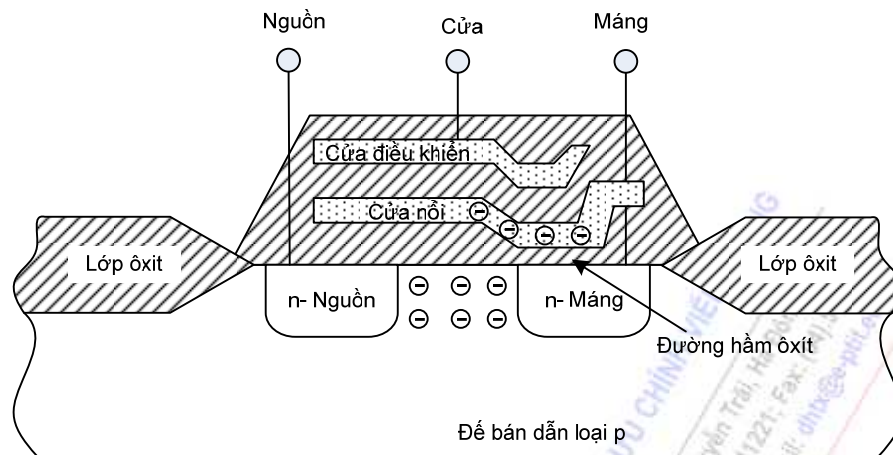 Nguồn
Cửa
Máng
Cửa điều khiển
Cửa nổi
Lớp ôxit
Lớp ôxit
n- Nguồn
n- Máng
Đường hầm ôxít
Đế bán dẫn loại p